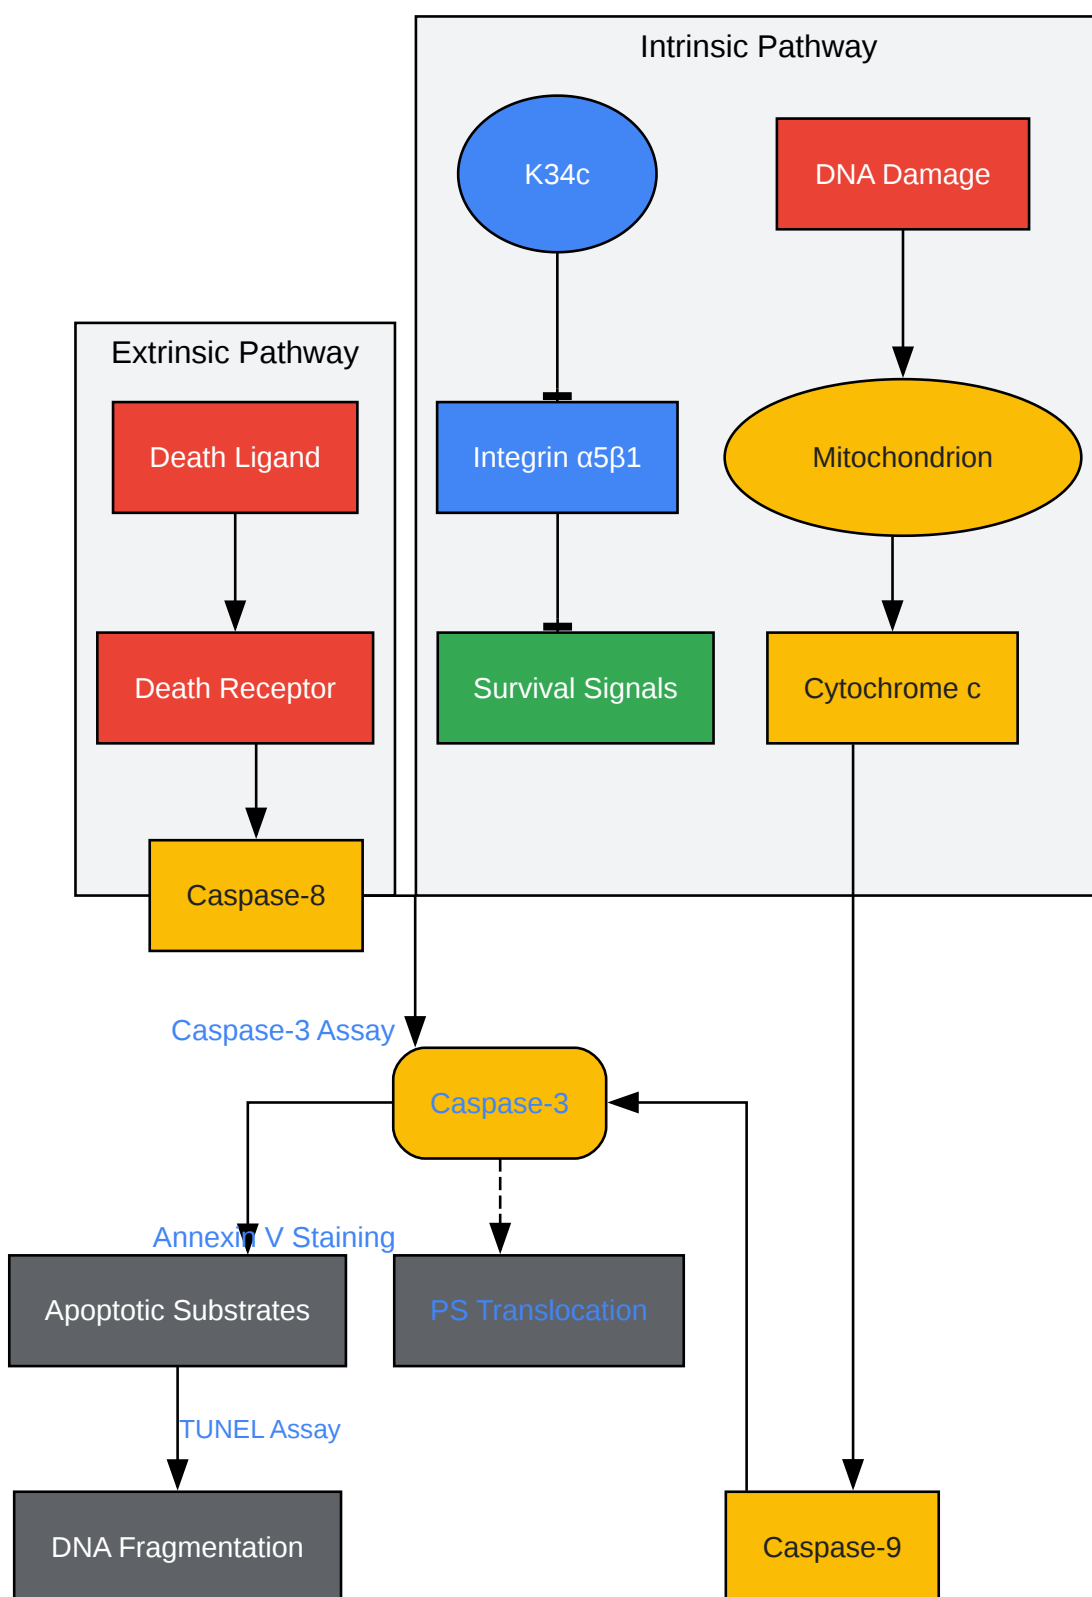 Intrinsic Pathway
K34c
DNA Damage
Extrinsic Pathway
Death Ligand
Integrin α5β1
Mitochondrion
Death Receptor
Survival Signals
Cytochrome c
Caspase-8
Caspase-3 Assay
Caspase-3
Annexin V Staining
Apoptotic Substrates
PS Translocation
TUNEL Assay
DNA Fragmentation
Caspase-9